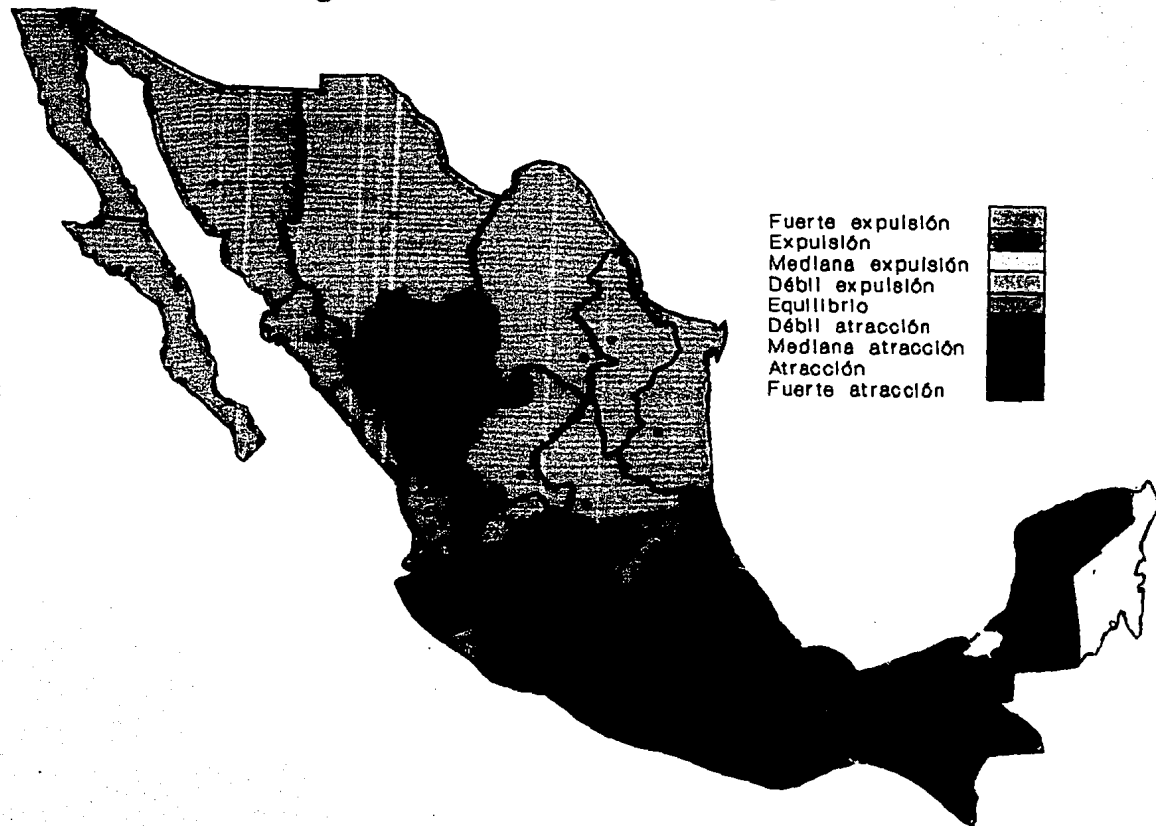 Fuerte expulsión
Expulsión
Mediana expulsión
Débil expulsión
Equilibrio
Débil atracción
Mediana atracción
Atracción
Fuerte atracción